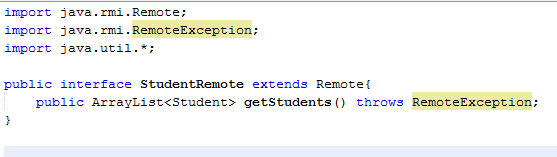 import java.rmi.Remote;
import java.rmi.RemoteException;
import java.util.*;
public interface StudentRemote extends Remote{
    public ArrayList<Student> getStudents() throws RemoteException;
}